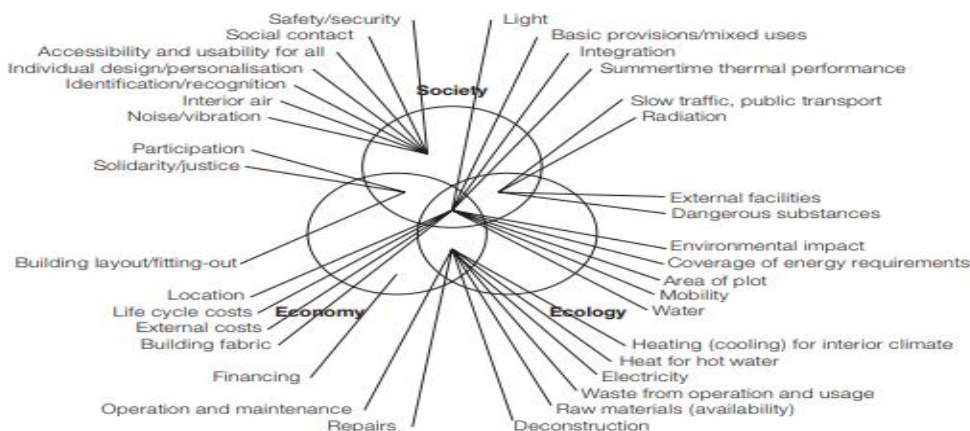 Safety/security
Light
Social contact
Basic provisions/mixed uses
Accessibility and usability for all
Integration
Individual design/personalisation
Summertime thermal performance
Identification/recognition
Society
Interior air
Slow traffic, public transport
Noise/vibration
Radiation
Participation
Solidarity/justice
External facilities
Dangerous substances
Environmental impact
Building layout/fitting-out
Coverage of energy requirements
Area of plot
Location
Mobility
Life cycle costs
Economy
Ecology
Water
External costs
Building fabric
Heating (cooling) for interior climate
Heat for hot water
Financing
Electricity
Waste from operation and usage
Operation and maintenance
Raw materials (availability)
Repairs
Deconstruction